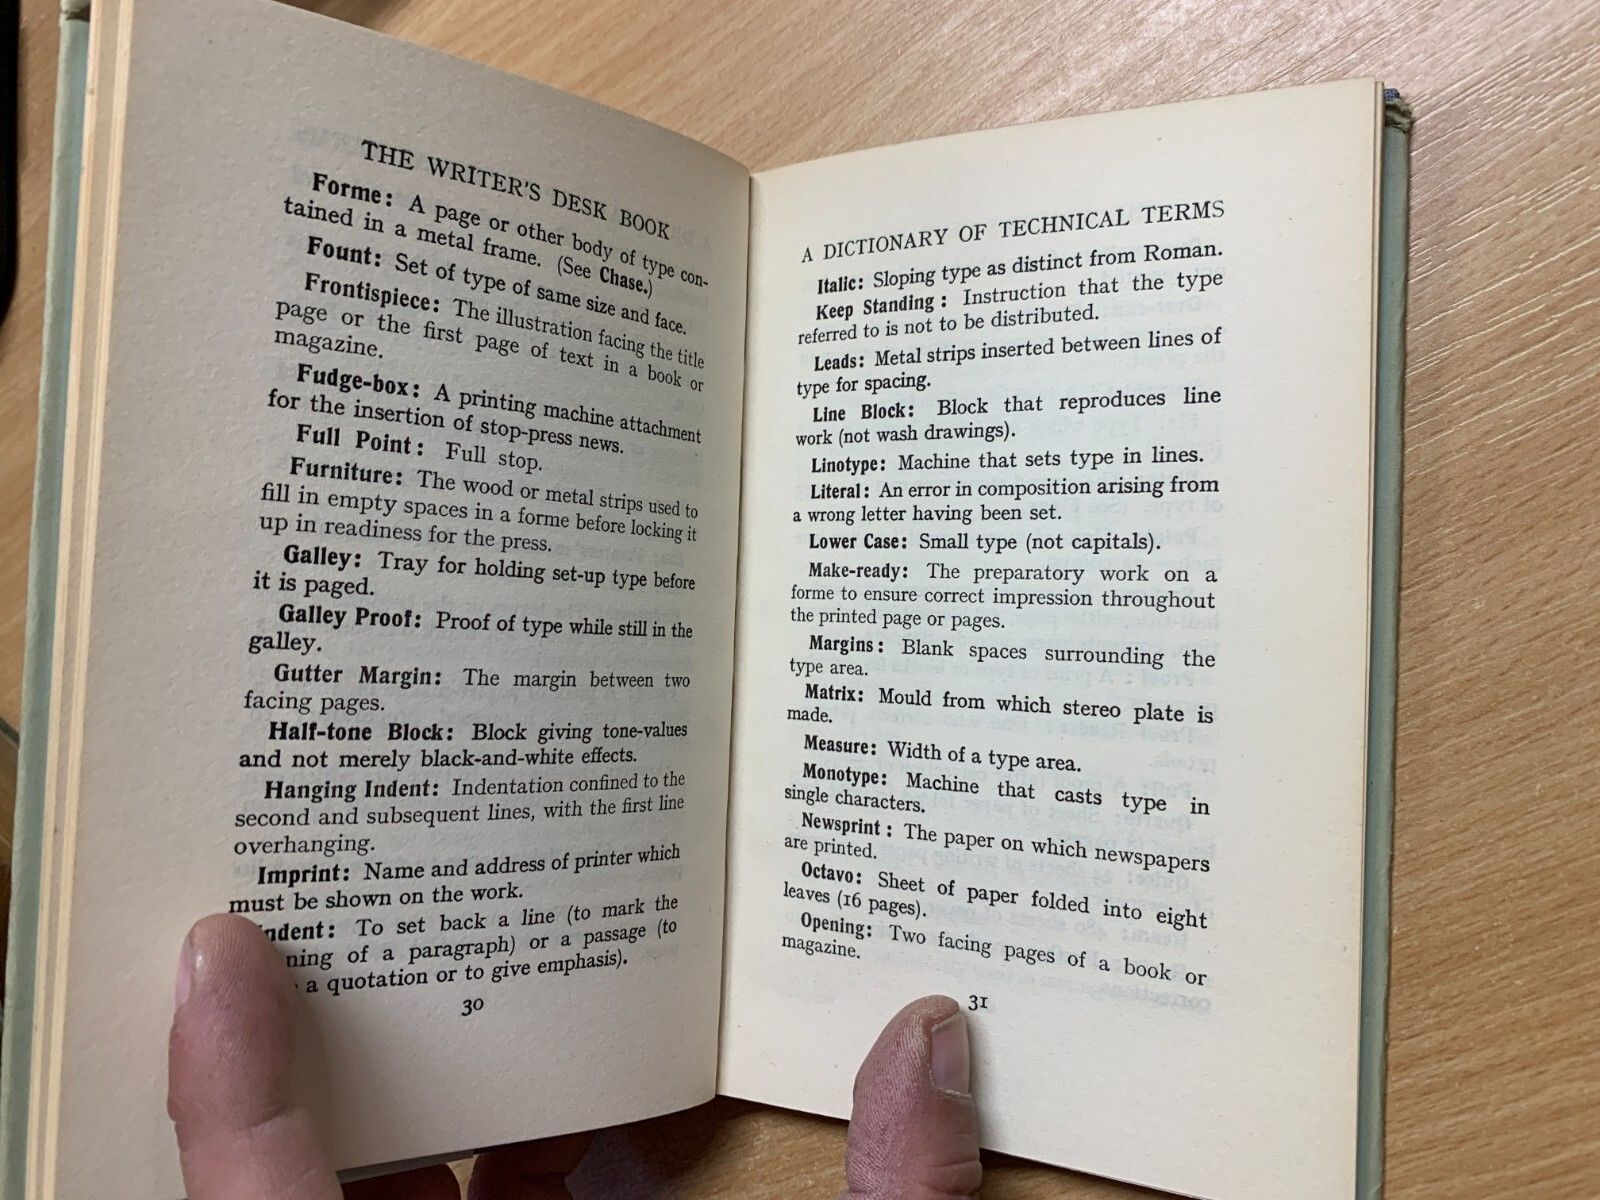 THE WRITER'S DESK BOOK
Forme: A page or other body of type con-
tained in a metal frame. (See Chase.)
Fount: Set of type of same size and face.
Frontispiece: The illustration facing the title
page or the first page of text in a book or
magazine.
Fudge-box: A printing machine attachment
for the insertion of stop-press news.
Full Point: Full stop.
Furniture: The wood or metal strips used to
fill in empty spaces in a forme before locking it
up in readiness for the press.
Galley: Tray for holding set-up type before
it is paged.
Galley Proof: Proof of type while still in the
galley.
Gutter Margin: The margin between two
facing pages.
Half-tone Block: Block giving tone-values
and not merely black-and-white effects.
Hanging Indent: Indentation confined to the
second and subsequent lines, with the first line
overhanging.
Imprint: Name and address of printer which
must be shown on the work.
Indent: To set back a line (to mark the
ning of a paragraph) or a passage (to
a quotation or to give emphasis).
30
A DICTIONARY OF TECHNICAL TERMS
Italic: Sloping type as distinct from Roman.
Keep Standing: Instruction that the type
referred to is not to be distributed.
Leads: Metal strips inserted between lines of
type for spacing.
Line Block: Block that reproduces line
work (not wash drawings).
Linotype: Machine that sets type in lines.
Literal: An error in composition arising from
a wrong letter having been set.
Lower Case: Small type (not capitals).
Make-ready: The preparatory work on a
forme to ensure correct impression throughout
the printed page or pages.
Margins: Blank spaces surrounding the
type area.
Matrix: Mould from which stereo plate is
made.
Measure: Width of a type area.
Monotype: Machine that casts type in
single characters.
Newsprint: The paper on which newspapers
are printed.
Octavo: Sheet of paper folded into eight
leaves (16 pages).
Opening: Two facing pages of a book or
magazine.
31